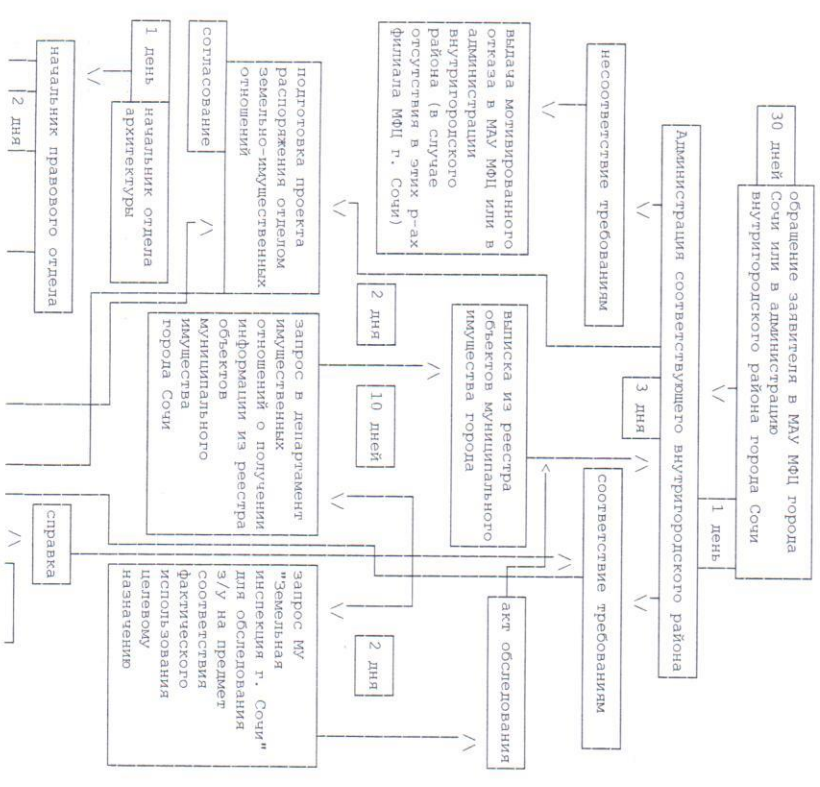 30 дней
обращение заявителя в МАУ МФЦ города
Сочи или в администрацию
внутригородского района города Сочи
1 день
Администрация соответствующего внутригородского района
3 дня
несоответствие требованиям
соответствие требованиям
выдача мотивированного
отказа в МАУ МФЦ или в
администрации
внутригородского
района (в случае
отсутствия в этих р-ах
филиала МФЦ г. Сочи)
выписка из реестра
объектов муниципального
имущества города
акт обследования
2 дня
10 дней
2 дня
подготовка проекта
распоряжения отделом
земельно-имущественных
отношений
запрос в департамент
имущественных
отношений о получении
информации из реестра
объектов
муниципального
имущества
города Сочи
запрос МУ
"Земельная
инспекция г. Сочи"
для обследования
з/у на предмет
соответствия
фактического
использования
целевому
назначению
согласование
1 день
начальник отдела
архитектуры
справка
начальник правового отдела
2 дня